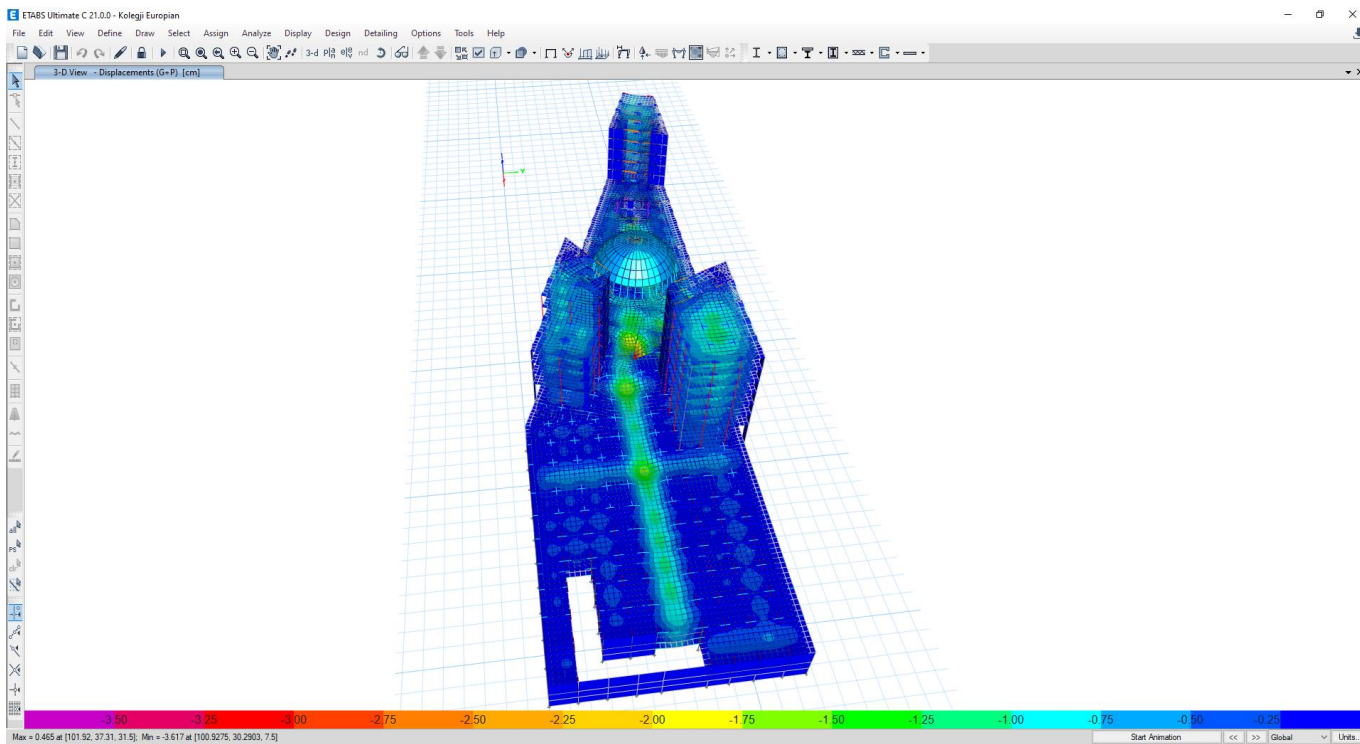 ETABS Ultimate C 21.0.0 - Kolegji Europian
File Edit View Define Draw Select Assign Analyze Display Design Detailing Options Tools Help
3-d nd
3-D View - Displacements (G+P) [cm]
Y
PS
-3.50 -3.25 -3.00 -2.75 -2.50 -2.25 -2.00 -1.75 -1.50 -1.25 -1.00 -0.75 -0.50 -0.25
Max = 0.465 at [101.92, 37.31, 31.5]; Min = -3.617 at [100.9275, 30.2903, 7.5] Start Animation << >> Global Units...